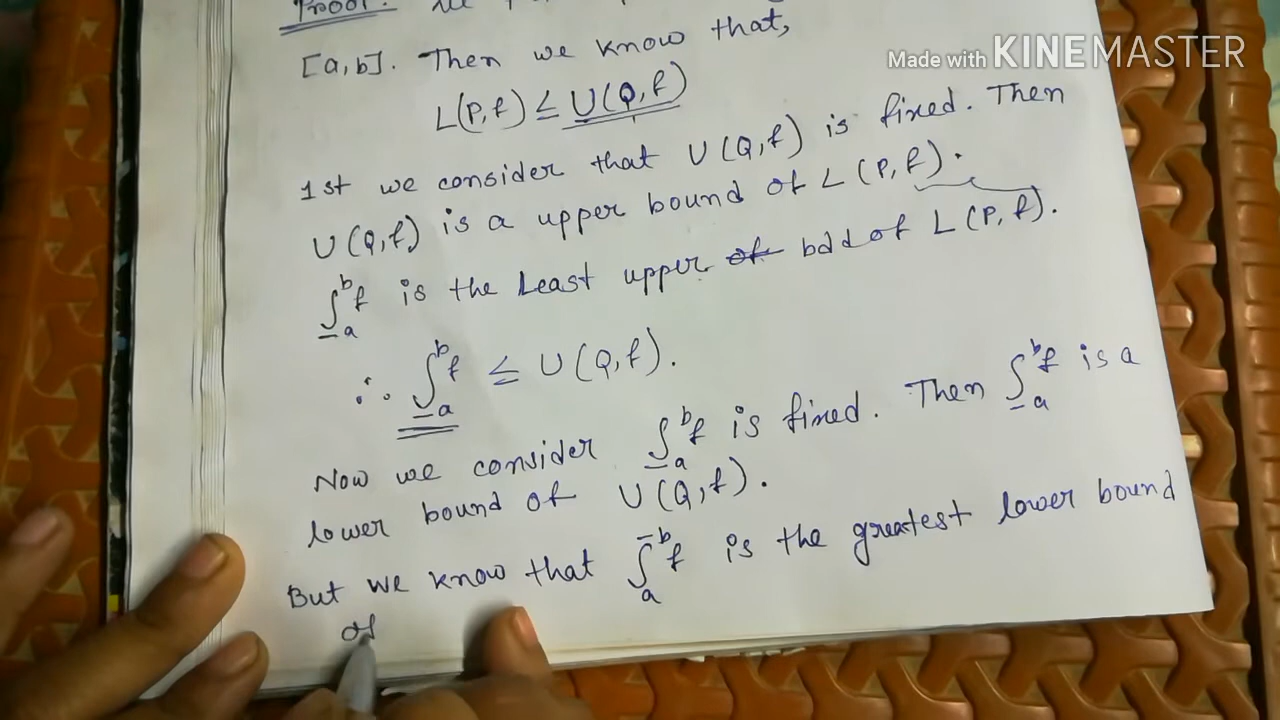 Proof:
[a,b]. Then we know that,
Made with KINEMASTER
L(P,f) ≤ U(Q,f)
1st we consider that U(Q,f) is fixed. Then
U(Q,f) is a upper bound of L(P,f).
∫_a^b f is the Least upper of bdd of L(P,f).
∴ ∫_a^b f ≤ U(Q,f).
Now we consider ∫_a^b f is fixed. Then ∫_a^b f is a
lower bound of U(Q,f).
But we know that ∫_a^b f is the greatest lower bound
of